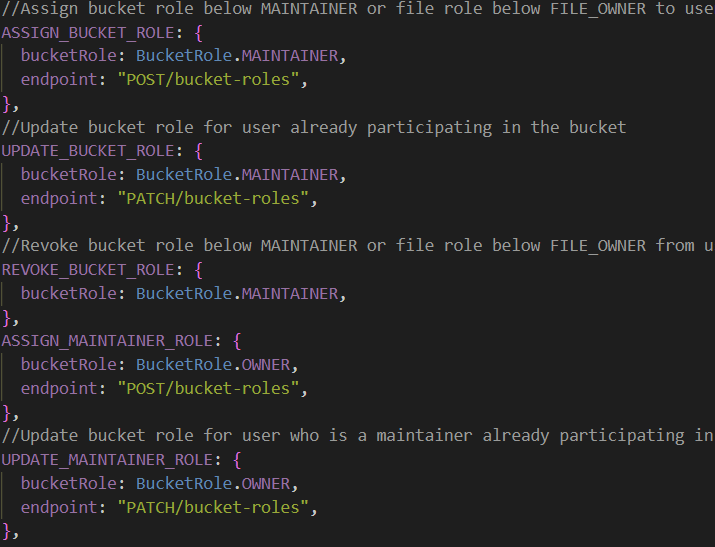 //Assign bucket role below MAINTAINER or file role below FILE_OWNER to use
ASSIGN_BUCKET_ROLE: {
bucketRole: BucketRole.MAINTAINER,
endpoint: "POST/bucket-roles",
},
//Update bucket role for user already participating in the bucket
UPDATE_BUCKET_ROLE: {
bucketRole: BucketRole.MAINTAINER,
endpoint: "PATCH/bucket-roles",
},
//Revoke bucket role below MAINTAINER or file role below FILE_OWNER from u
REVOKE_BUCKET_ROLE: {
bucketRole: BucketRole.MAINTAINER,
},
ASSIGN_MAINTAINER_ROLE: {
bucketRole: BucketRole.OWNER,
endpoint: "POST/bucket-roles",
},
//Update bucket role for user who is a maintainer already participating in
UPDATE_MAINTAINER_ROLE: {
bucketRole: BucketRole.OWNER,
endpoint: "PATCH/bucket-roles",
},